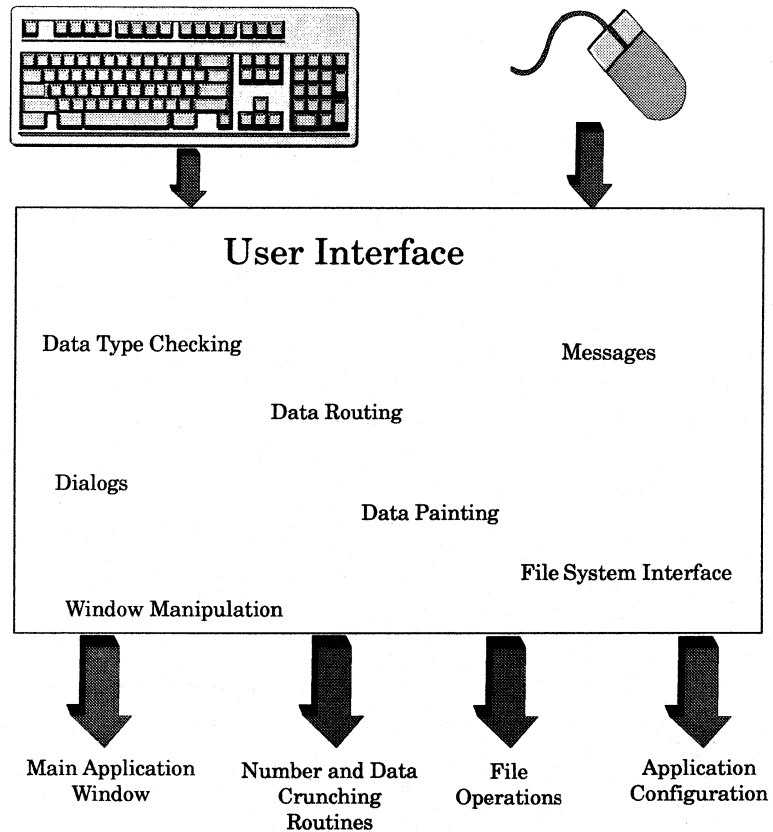 User Interface
Data Type Checking
Messages
Data Routing
Dialogs
Data Painting
File System Interface
Window Manipulation
Main Application
Window
Number and Data
Crunching
Routines
File
Operations
Application
Configuration